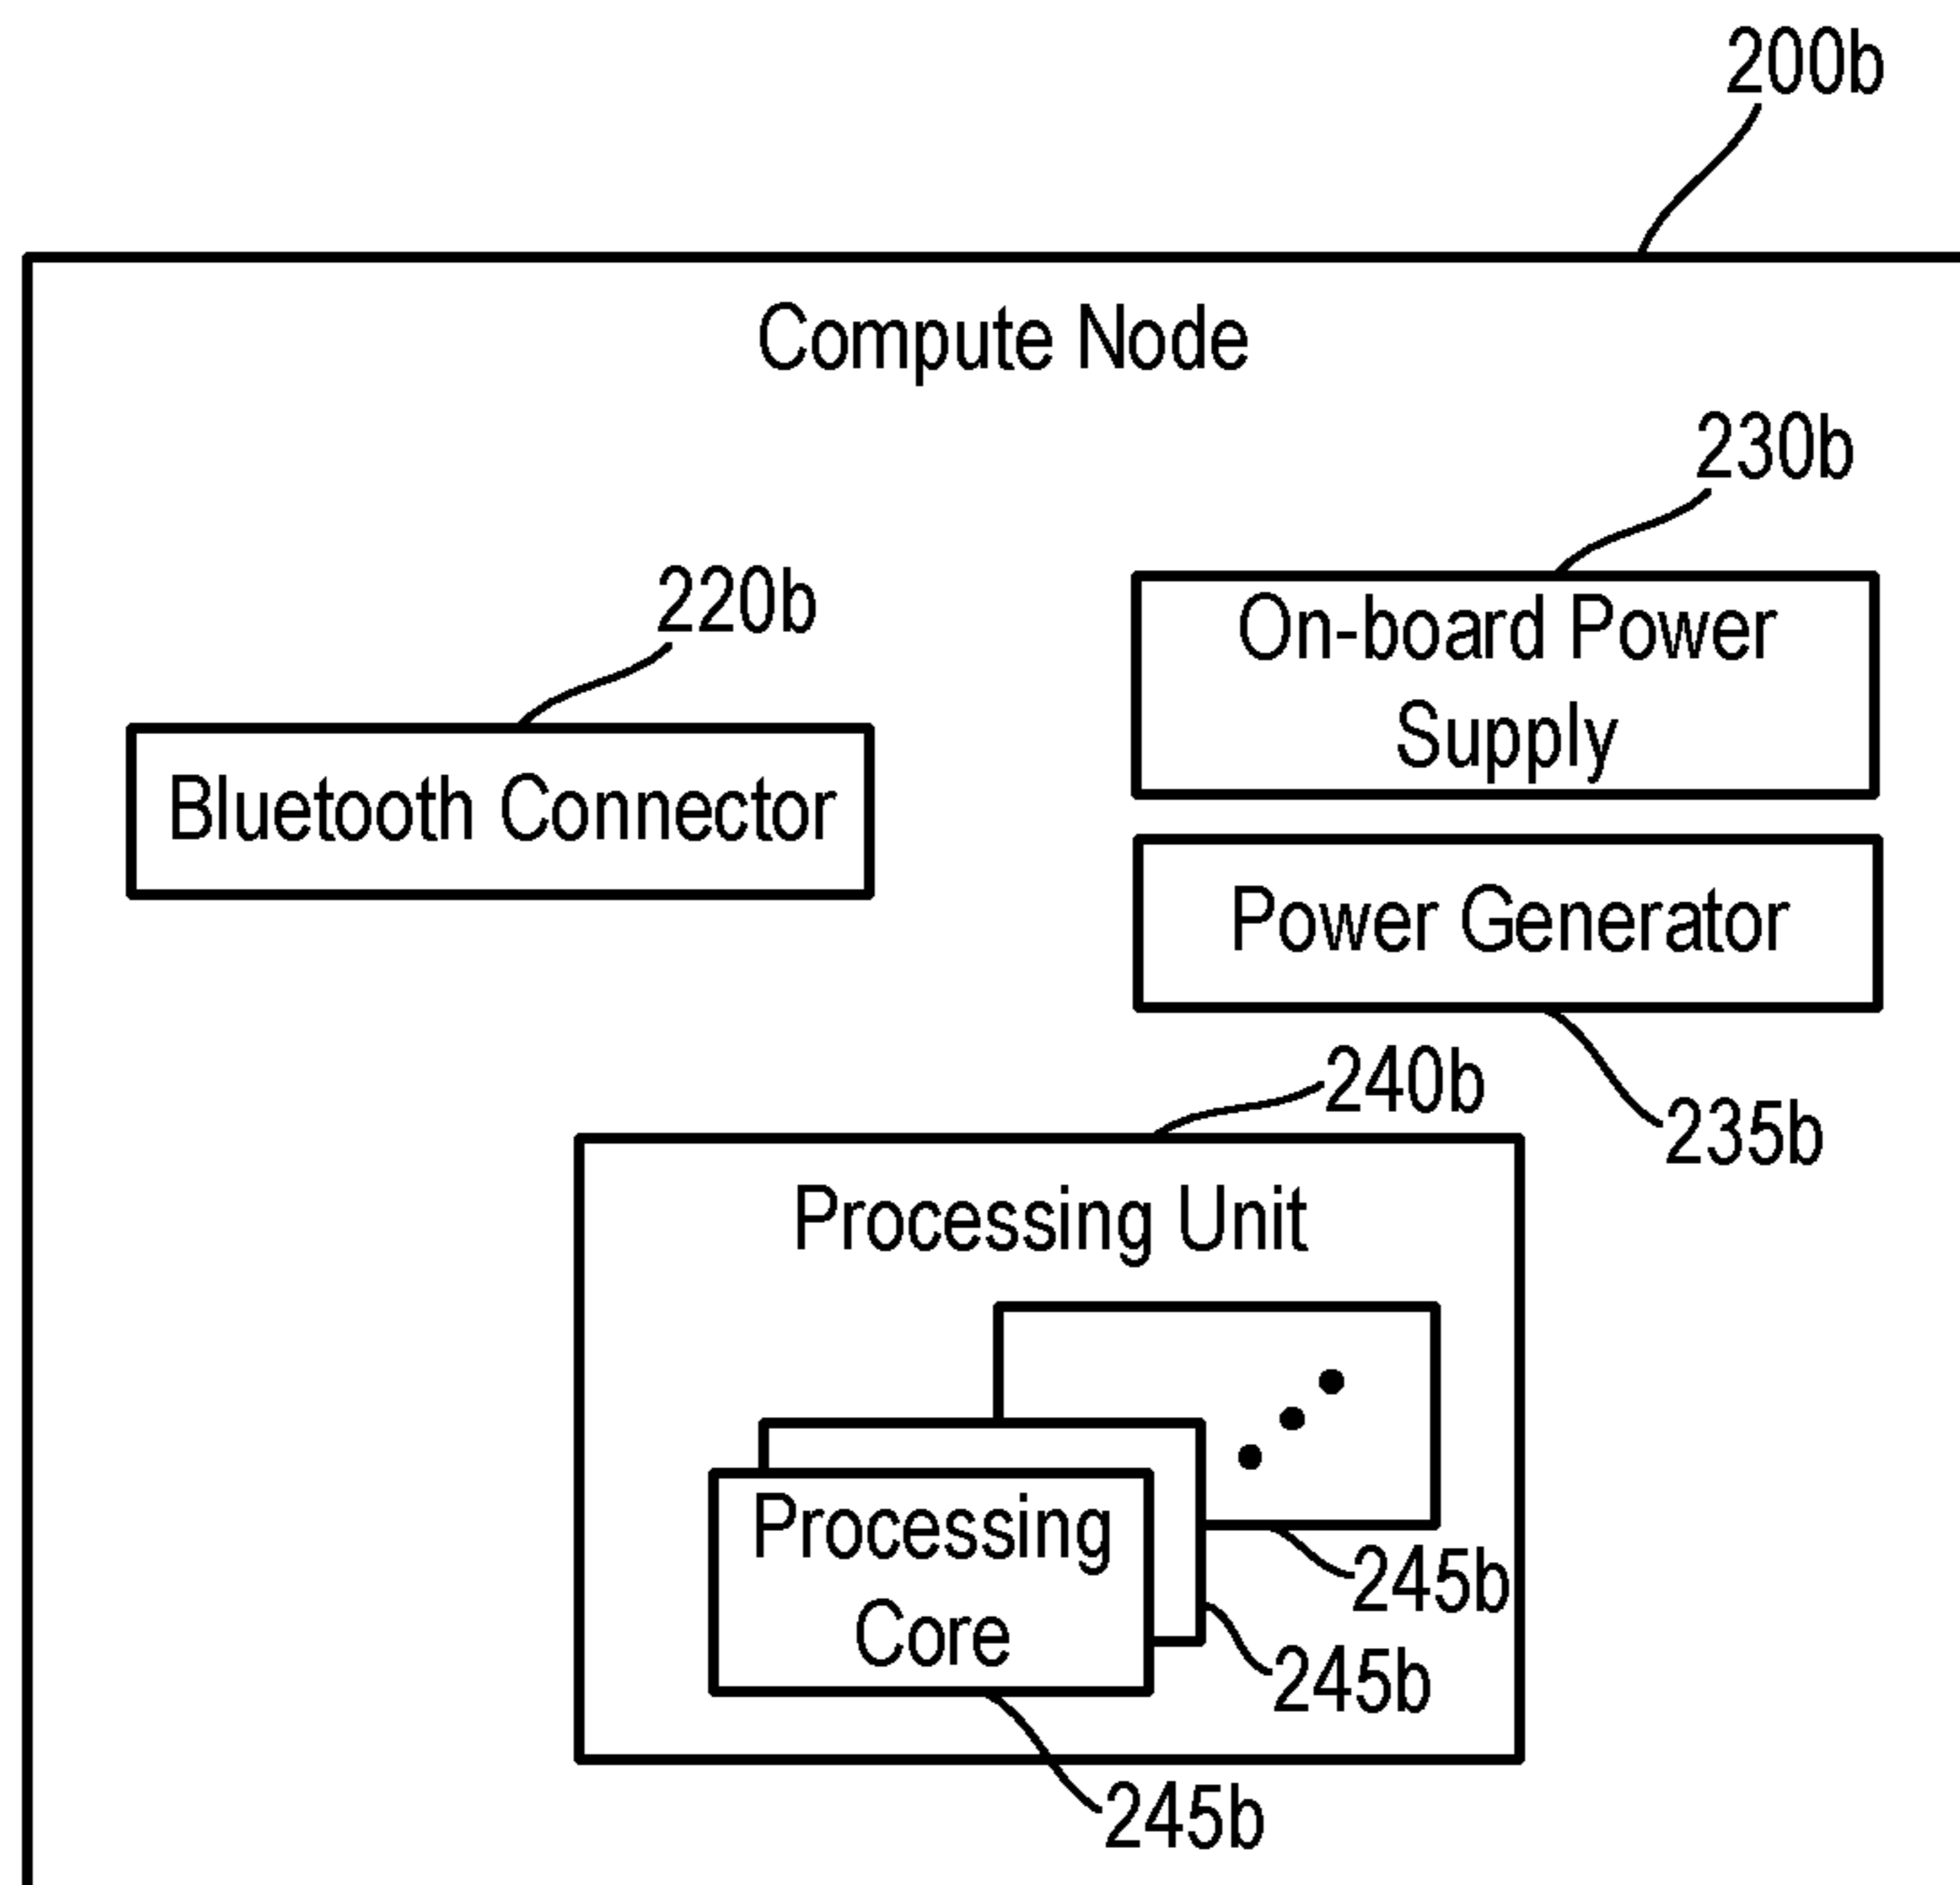 200b
Compute Node
230b
220b
On-board Power
Supply
Bluetooth Connector
Power Generator
240b
235b
Processing Unit
Processing
Core
245b
245b
245b